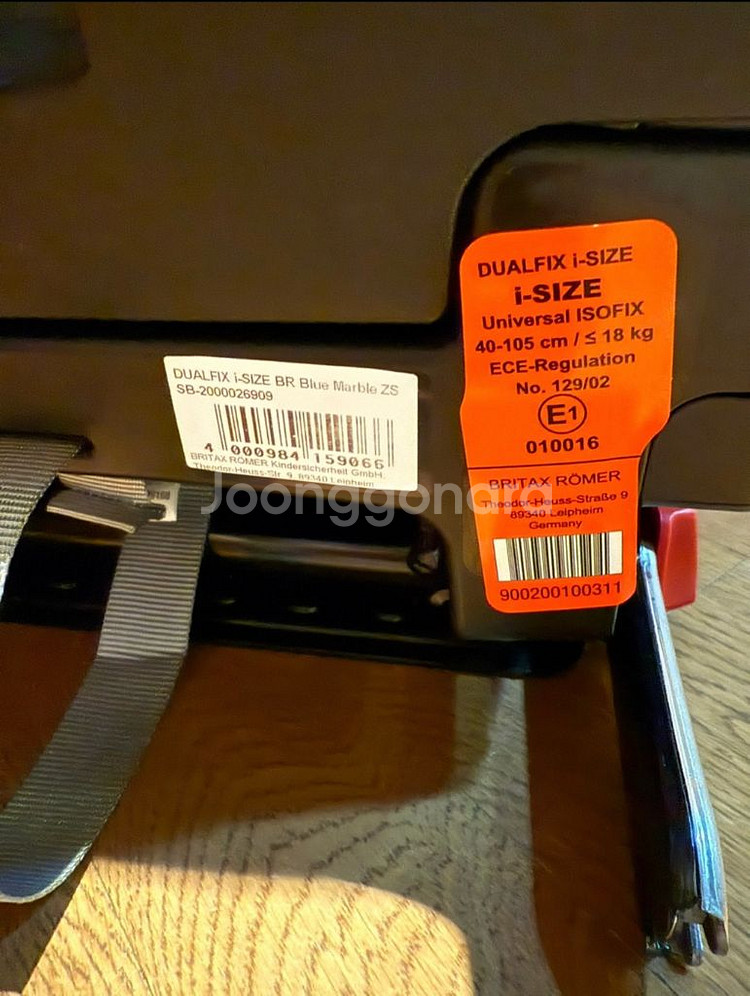 DUALFIX i-SIZE
i-SIZE
Universal ISOFIX
40-105 cm / ≤ 18 kg
ECE-Regulation
No. 129/02
E1
010016
BRITAX RÖMER
Theodor-Heuss-Straße 9
89340 Leipheim
Germany
900200100311
DUALFIX i-SIZE BR Blue Marble ZS
SB-2000026909
4 000984 159066
BRITAX RÖMER Kindersicherheit GmbH.
Theodor-Heuss-Str. 9, 89340 Leipheim
Joonggonara